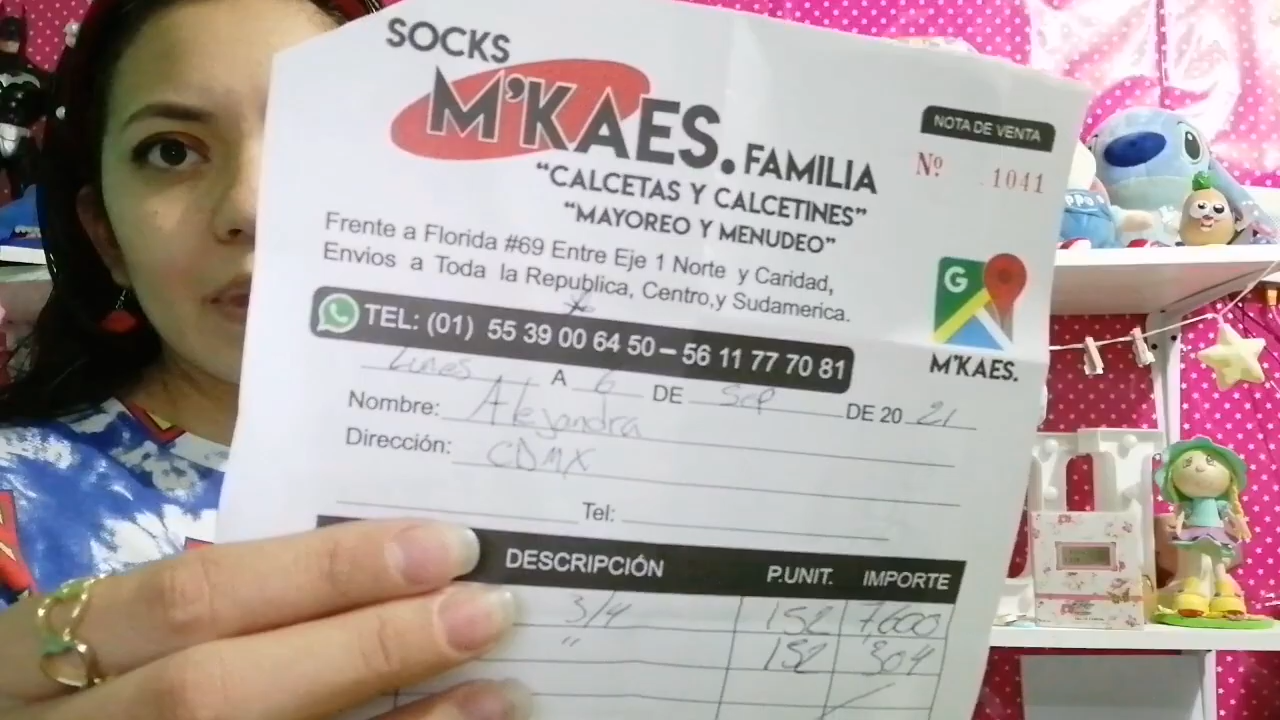 SOCKS
M'KAES. FAMILIA
"CALCETAS Y CALCETINES"
"MAYOREO Y MENUDEO"
NOTA DE VENTA
Nº 1041
Frente a Florida #69 Entre Eje 1 Norte y Caridad,
Envios a Toda la Republica, Centro,y Sudamerica.
G
M'KAES.
TEL: (01) 55 39 00 64 50 – 56 11 77 70 81
Lunes A 6 DE Sep DE 20 21
Nombre: Alejandra
Dirección: CDMX
Tel:
DESCRIPCIÓN P.UNIT. IMPORTE
3/4 152 7,600
" 152 304